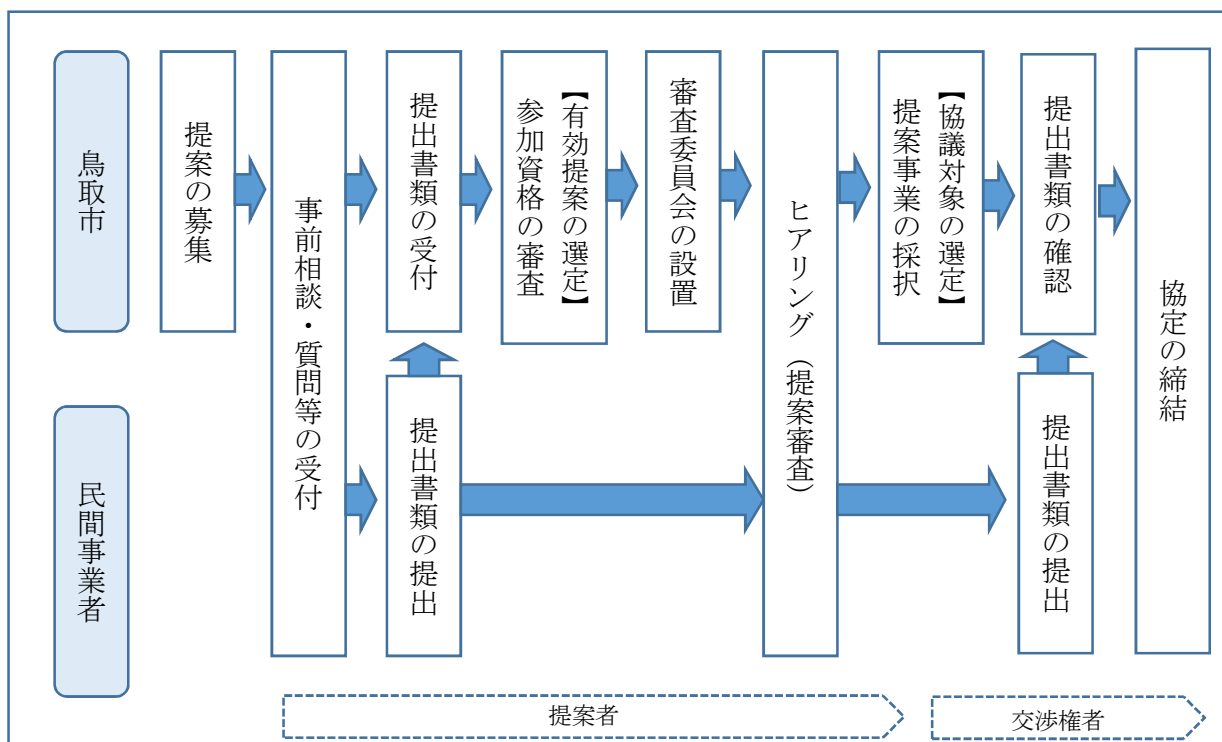 鳥取市
提案の募集
事前相談・質問等の受付
提出書類の受付
【有効提案の選定】
参加資格の審査
審査委員会の設置
ヒアリング（提案審査）
【協議対象の選定】
提案事業の採択
提出書類の確認
協定の締結
民間事業者
提出書類の提出
提出書類の提出
提案者
交渉権者